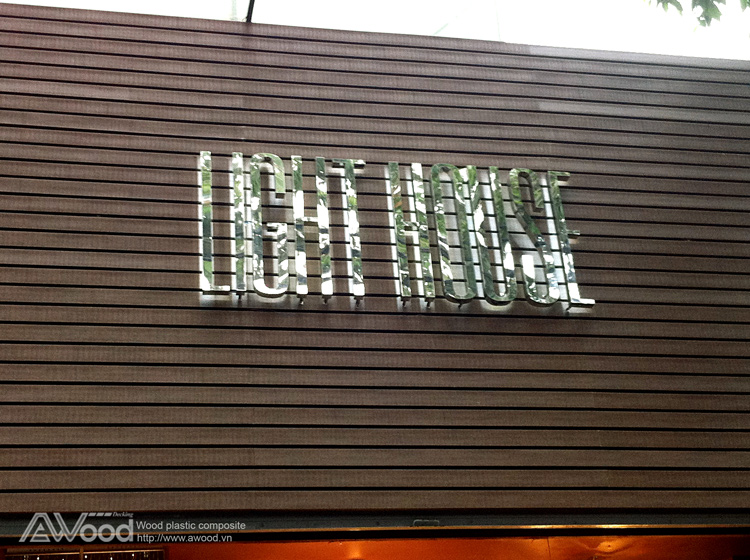 LIGHT HOUSE
Decking
AWood
Wood plastic composite
http://www.awood.vn